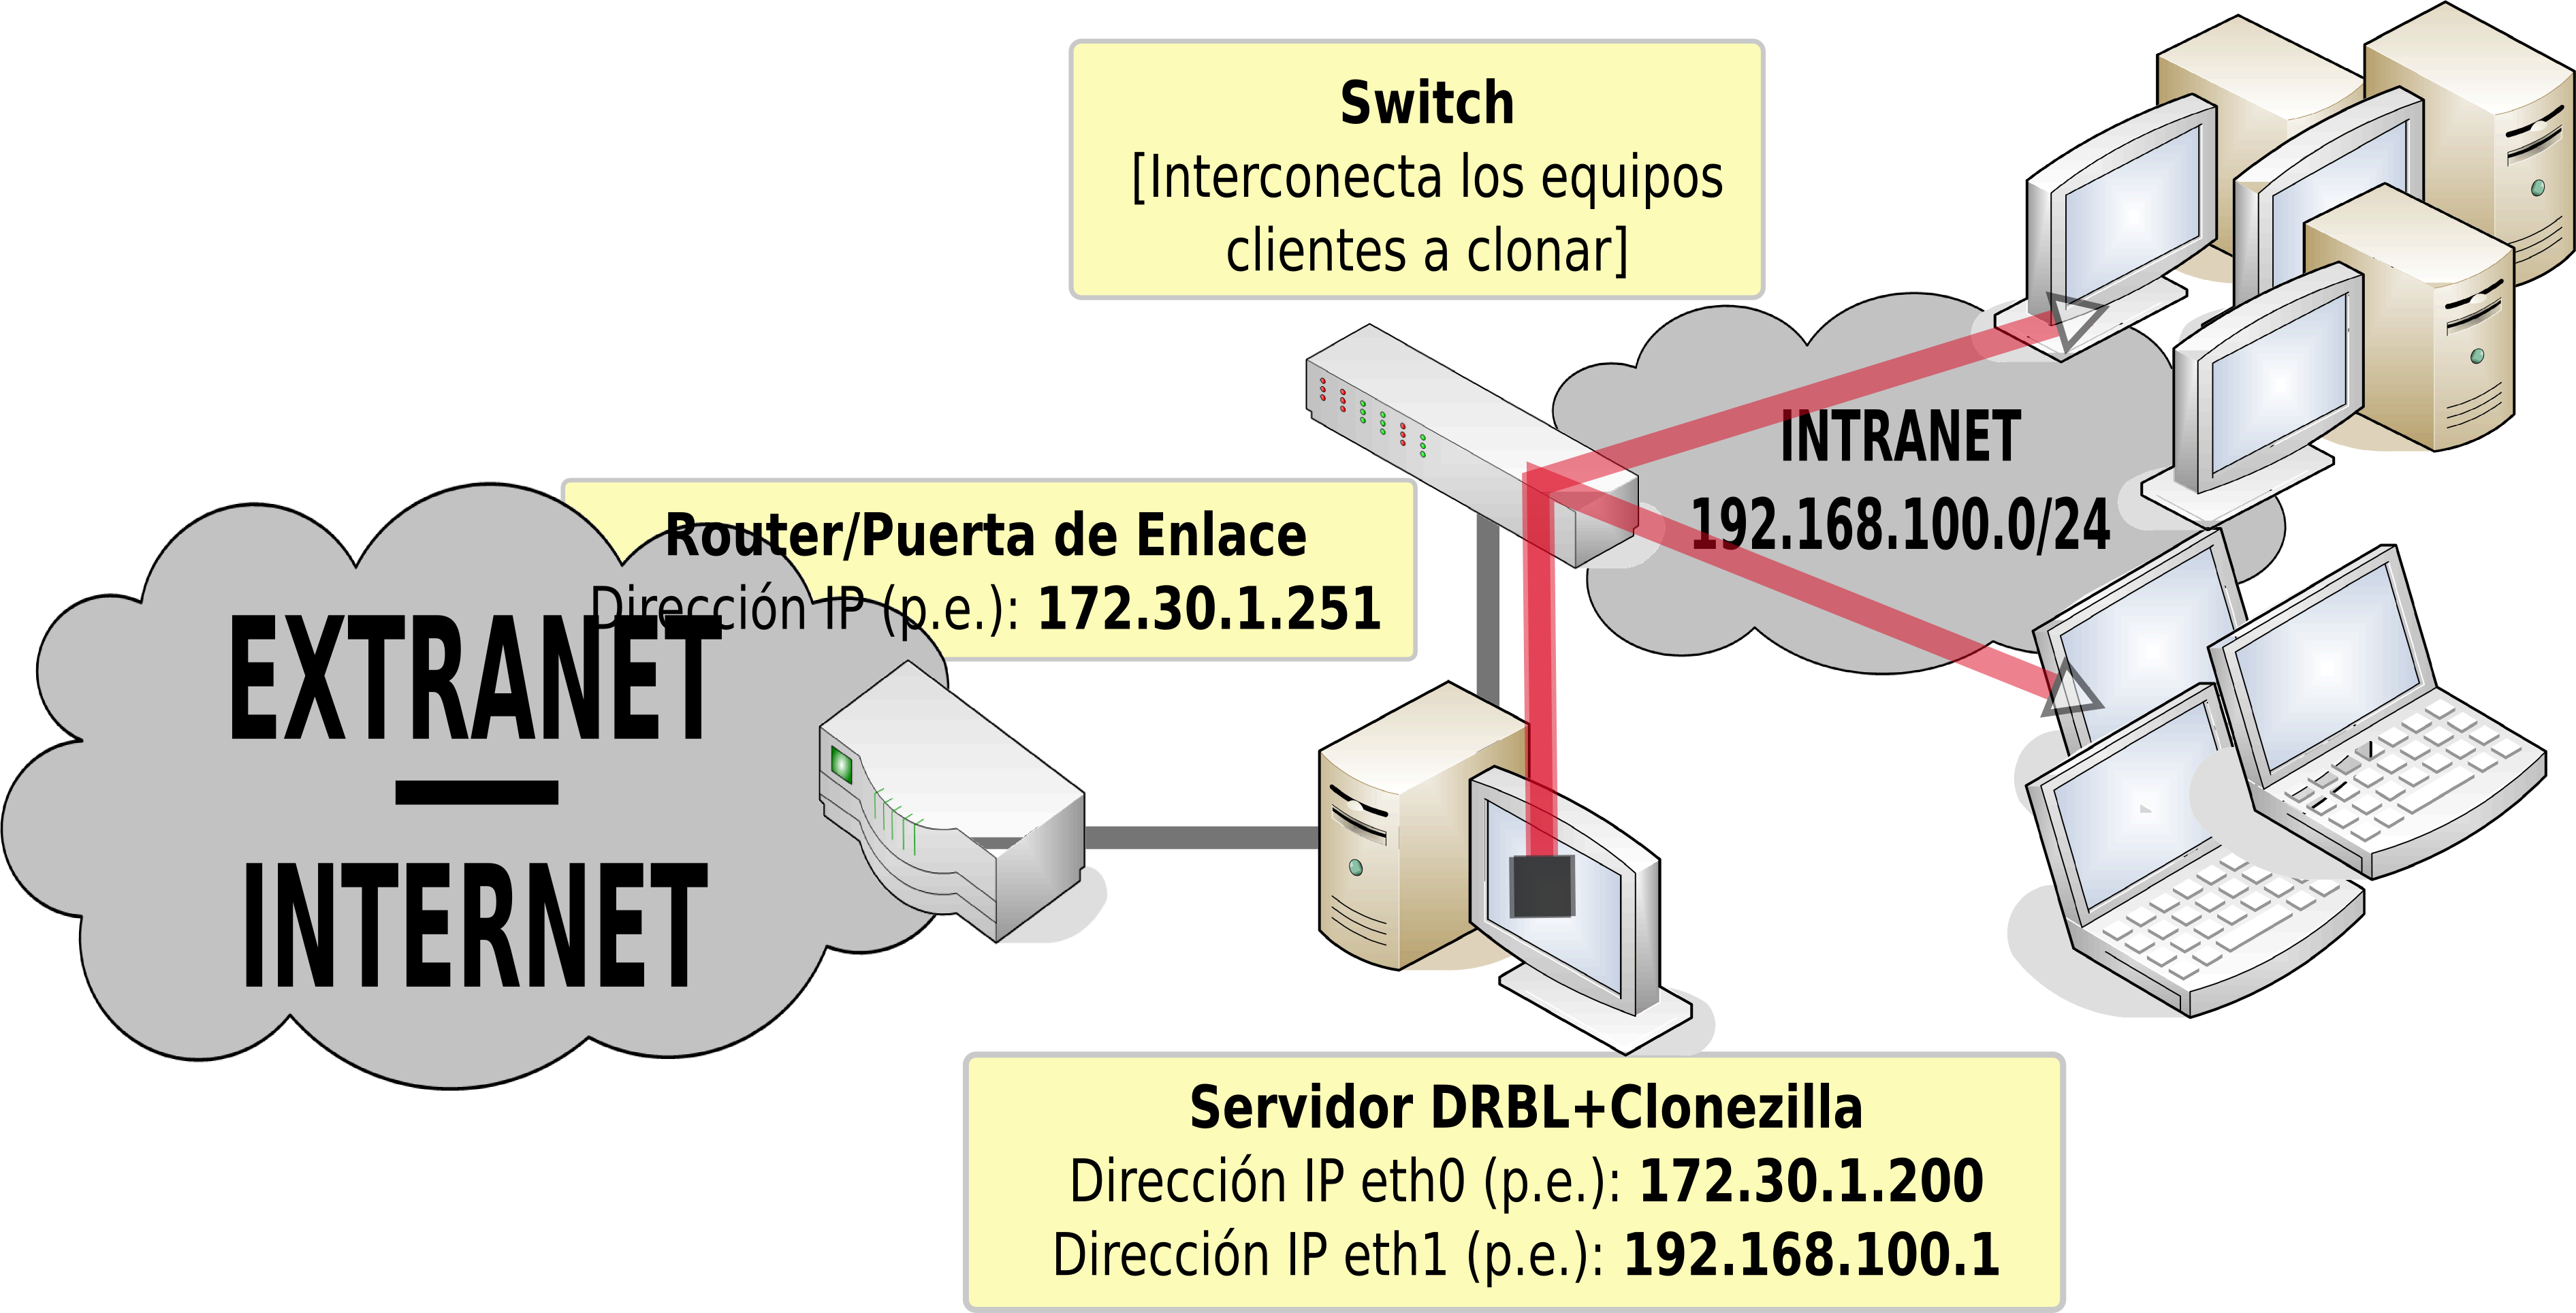 Switch
[Interconecta los equipos
clientes a clonar]
INTRANET
192.168.100.0/24
Router/Puerta de Enlace
Dirección IP (p.e.): 172.30.1.251
EXTRANET
—
INTERNET
Servidor DRBL+Clonezilla
Dirección IP eth0 (p.e.): 172.30.1.200
Dirección IP eth1 (p.e.): 192.168.100.1